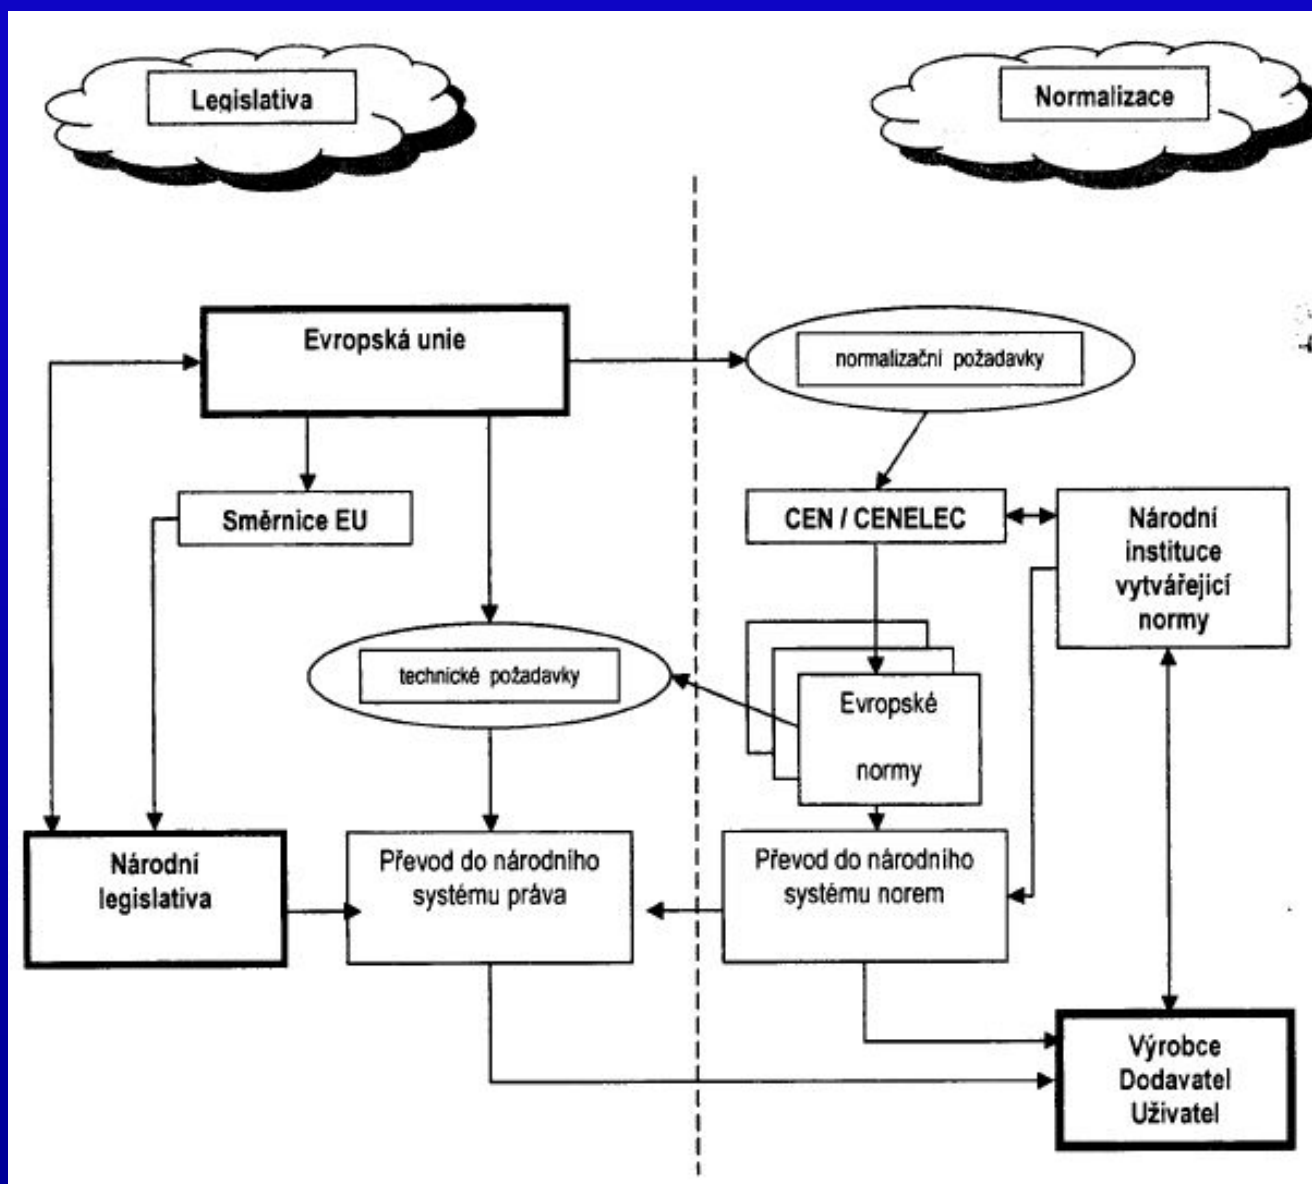 Legislativa
Normalizace
Evropská unie
normalizační požadavky
Směrnice EU
CEN / CENELEC
Národní
instituce
vytvářejicí
normy
technické požadavky
Evropské
normy
Národní
legislativa
Převod do národního
systému práva
Převod do národního
systému norem
Výrobce
Dodavatel
Uživatel